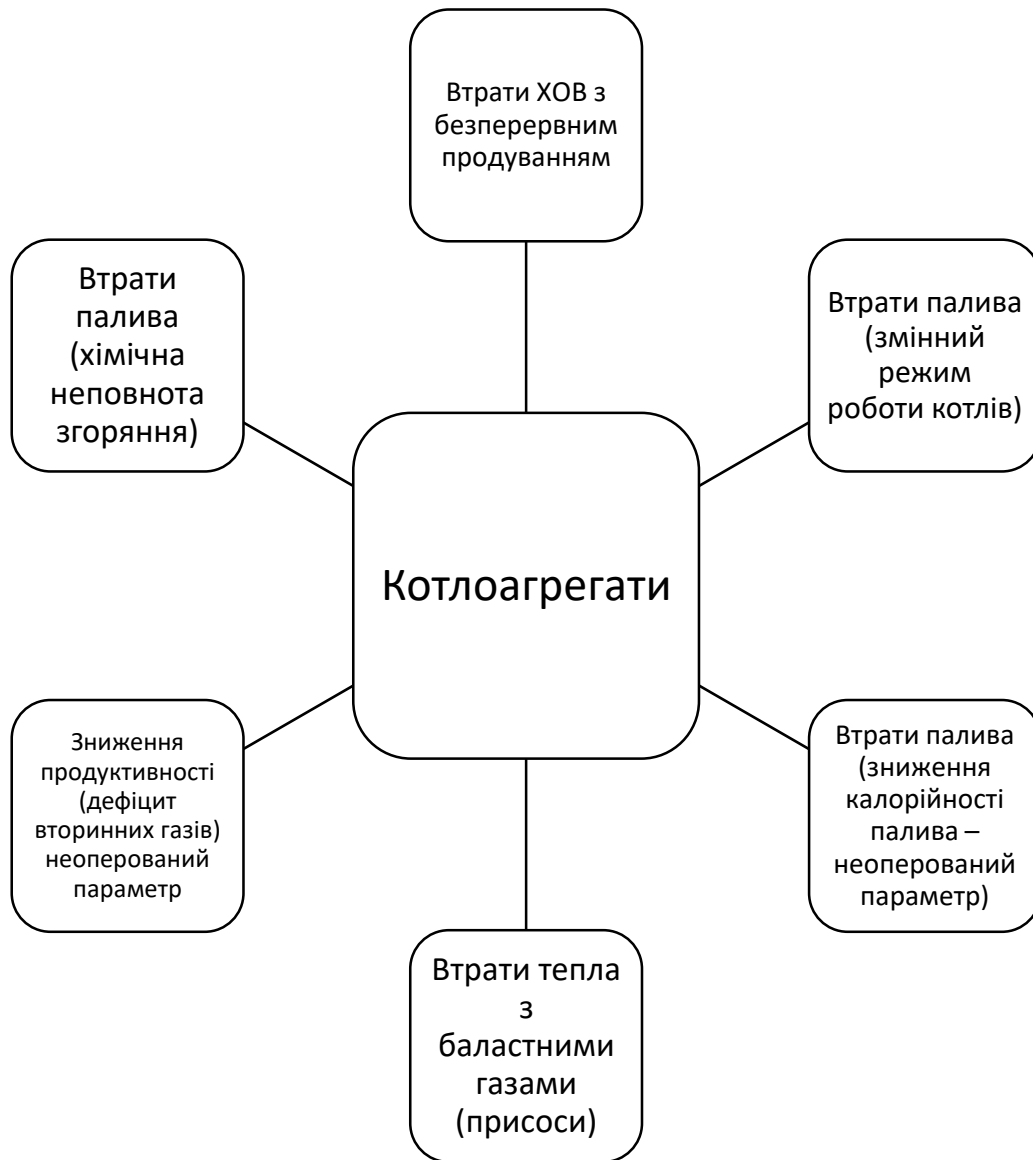 Втрати ХОВ з
безперервним
продуванням
Втрати
палива
(хімічна
неповнота
згоряння)
Втрати палива
(змінний
режим
роботи котлів)
Котлоагрегати
Зниження
продуктивності
(дефіцит
вторинних газів)
неоперований
параметр
Втрати палива
(зниження
калорійності
палива –
неоперований
параметр)
Втрати тепла
з
баластними
газами
(присоси)